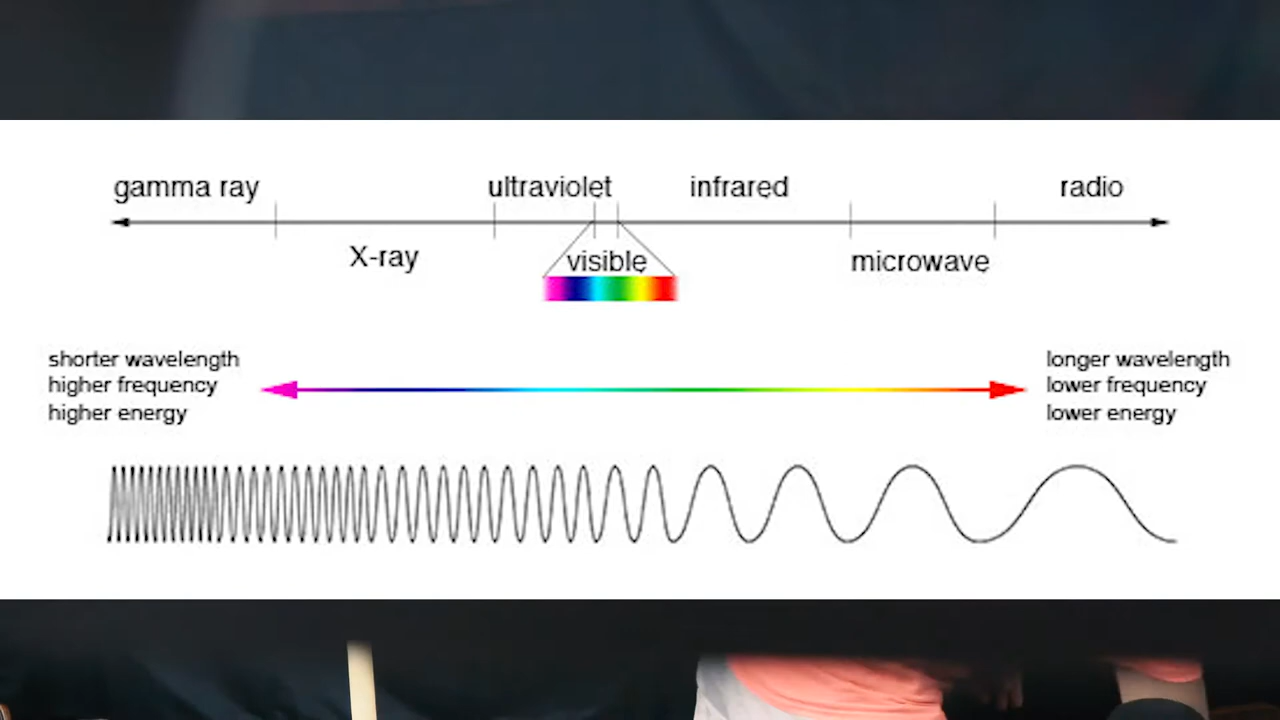 gamma ray
ultraviolet
infrared
radio
X-ray
visible
microwave
shorter wavelength
higher frequency
higher energy
longer wavelength
lower frequency
lower energy